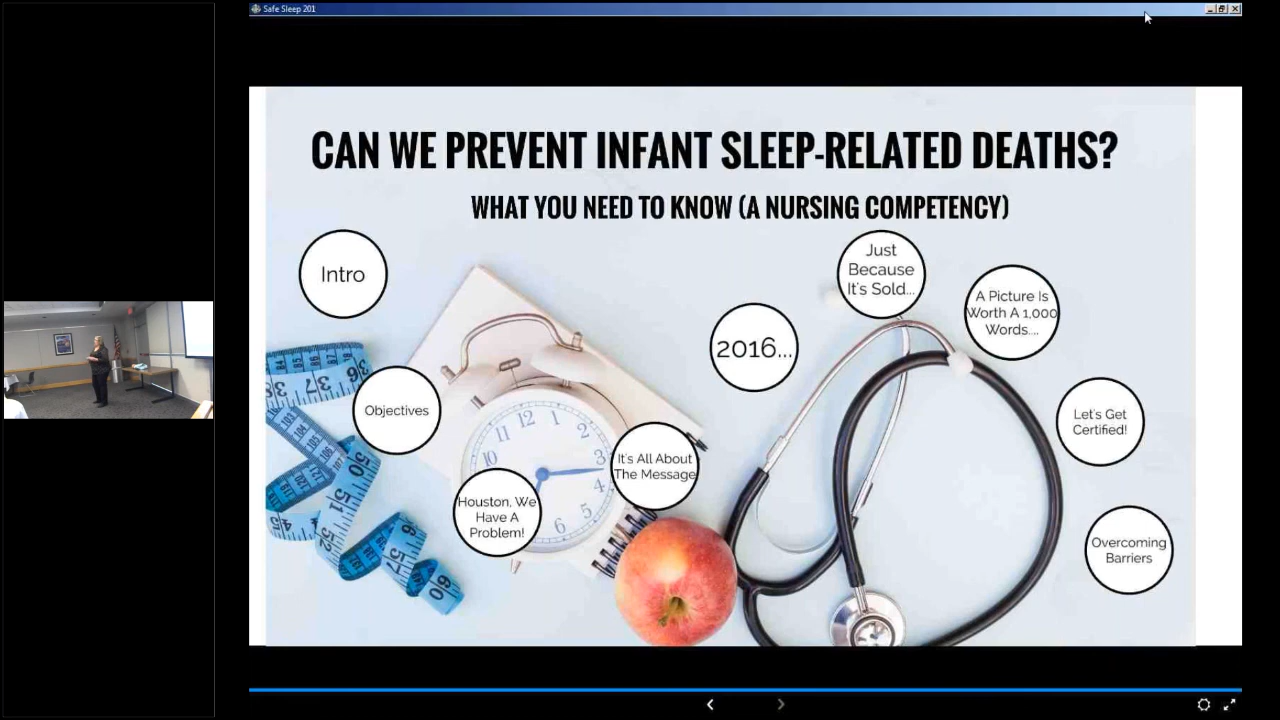 Safe Sleep 201
CAN WE PREVENT INFANT SLEEP-RELATED DEATHS?
WHAT YOU NEED TO KNOW (A NURSING COMPETENCY)
Intro
Objectives
Houston, We
Have A
Problem!
It's All About
The Message
2016...
Just
Because
It's Sold...
A Picture Is
Worth A 1,000
Words....
Let's Get
Certified!
Overcoming
Barriers